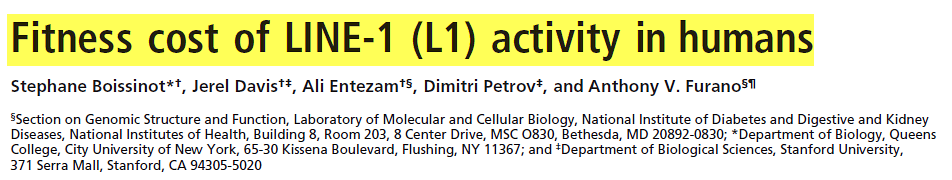 Fitness cost of LINE-1 (L1) activity in humans
Stephane Boissinot*†, Jerel Davis†‡, Ali Entezam†§, Dimitri Petrov‡, and Anthony V. Furano§¶
§Section on Genomic Structure and Function, Laboratory of Molecular and Cellular Biology, National Institute of Diabetes and Digestive and Kidney
Diseases, National Institutes of Health, Building 8, Room 203, 8 Center Drive, MSC O830, Bethesda, MD 20892-0830; *Department of Biology, Queens
College, City University of New York, 65-30 Kissena Boulevard, Flushing, NY 11367; and ‡Department of Biological Sciences, Stanford University,
371 Serra Mall, Stanford, CA 94305-5020